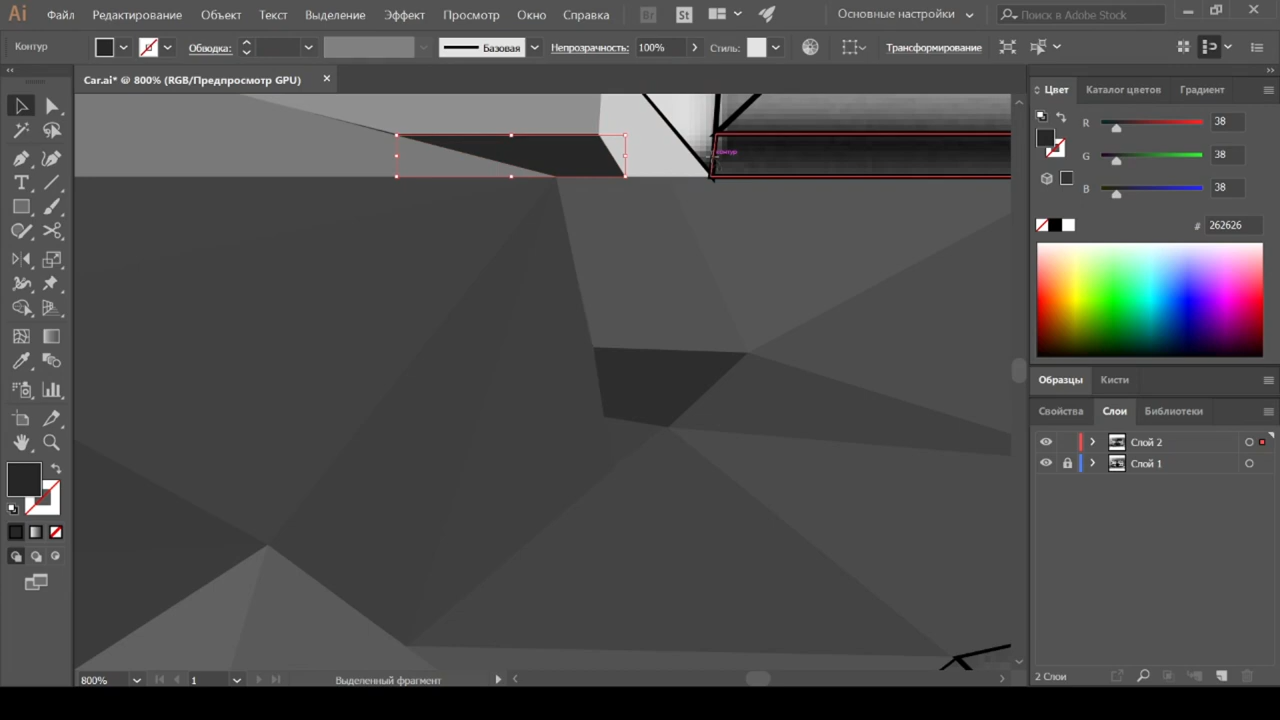 Ai Файл Редактирование Объект Текст Выделение Эффект Просмотр Окно Справка Br St Основные настройки Поиск в Adobe Stock
Контур Обводка: Базовая Непрозрачность: 100% Стиль: Трансформирование
Car.ai* @ 800% (RGB/Предпросмотр GPU)
Цвет Каталог цветов Градиент
R 38
G 38
B 38
# 262626
контур
Образцы Кисти
Свойства Слои Библиотеки
Слой 2
Слой 1
2 Слои
800% 1 Выделенный фрагмент